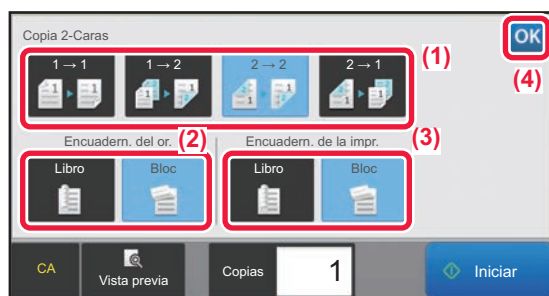 Copia 2-Caras
OK
(1)
(4)
1 → 1
1 → 2
2 → 2
2 → 1
Encuadern. del or.
(2)
Encuadern. de la impr.
(3)
Libro
Bloc
Libro
Bloc
CA
Vista previa
Copias
1
Iniciar